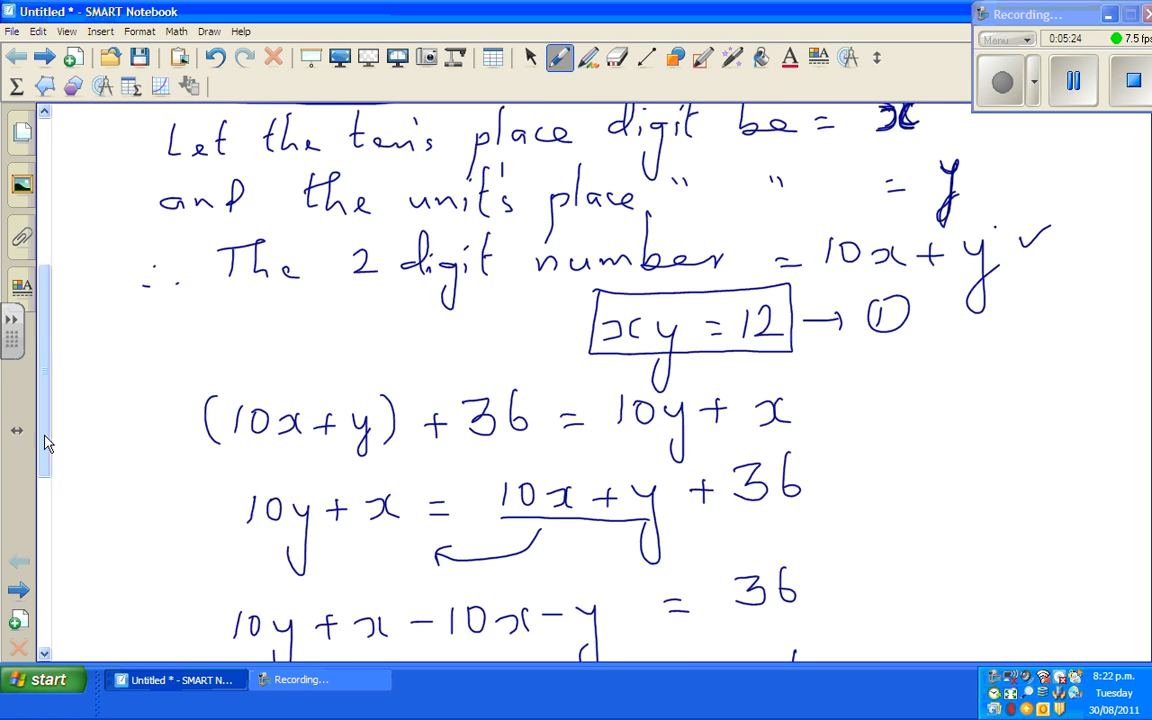 Untitled * - SMART Notebook
Recording...
File Edit View Insert Format Tools Math Draw Help
Menu 0:05:24 7.5 fps
Let the ten's place digit be = x
and the unit's place " " = y
∴ The 2 digit number = 10x + y ✓
xy = 12 → ①
(10x + y) + 36 = 10y + x
10y + x = 10x + y + 36
10y + x - 10x - y = 36
start Untitled * - SMART N... Recording...
8:22 p.m.
Tuesday
30/08/2011